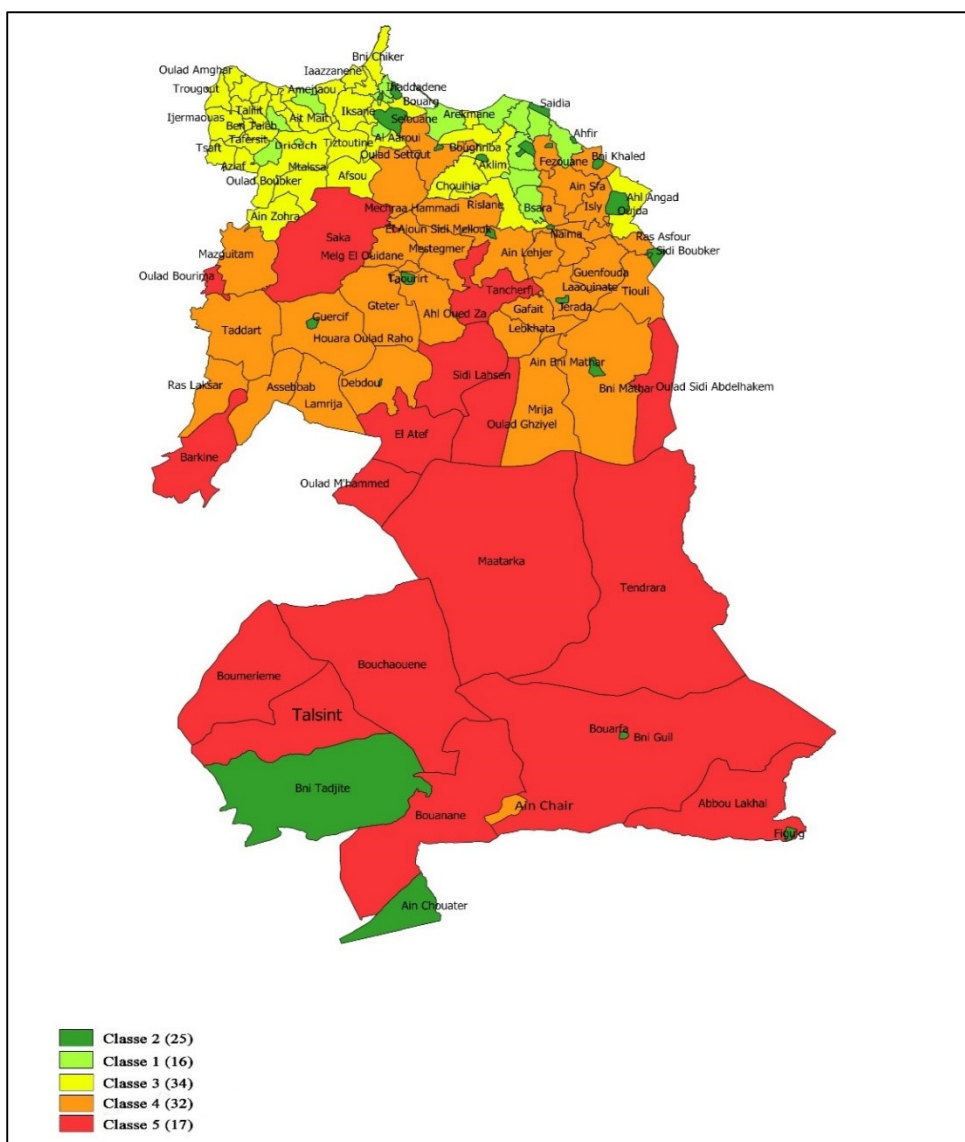 Bni Chiker
Oulad Amghar
Iaazzanene
Trougout
Amejjaou
Ihaddadene
Bouarg
Saidia
Ijermaouas
Talilit
Ait Mait
Iksane
Selouane
Arekmane
Ben Taieb
Tafersit
Driouch
Tiztoutine
Al Aaroui
Ahfir
Tsaft
Azlaf
Mtalssa
Oulad Settout
Boughriba
Fezouane
Bni Khaled
Oulad Boubker
Afsou
Aklim
Chouihia
Ain Sfa
Ahl Angad
Ain Zohra
Mechraa Hammadi
Rislane
Bsara
Isly
Oujda
Saka
El Aioun Sidi Mellouk
Naima
Ras Asfour
Mazguitam
Melg El Ouidane
Mestegmer
Ain Lehjer
Sidi Boubker
Oulad Bourima
Taourirt
Tancherfi
Guenfouda
Laaouinate
Tiouli
Gteter
Ahl Oued Za
Gafait
Jerada
Taddart
Guercif
Houara Oulad Raho
Lebkhata
Ain Bni Mathar
Ras Laksar
Assebbab
Debdou
Sidi Lahsen
Bni Mathar
Oulad Sidi Abdelhakem
Lamrija
Mrija
Oulad Ghziyel
El Atef
Barkine
Oulad M'hammed
Maatarka
Tendrara
Boumerieme
Bouchaouene
Talsint
Bouarfa
Bni Guil
Bni Tadjite
Bouanane
Ain Chair
Abbou Lakhal
Figuig
Ain Chouater
Classe 2 (25)
Classe 1 (16)
Classe 3 (34)
Classe 4 (32)
Classe 5 (17)